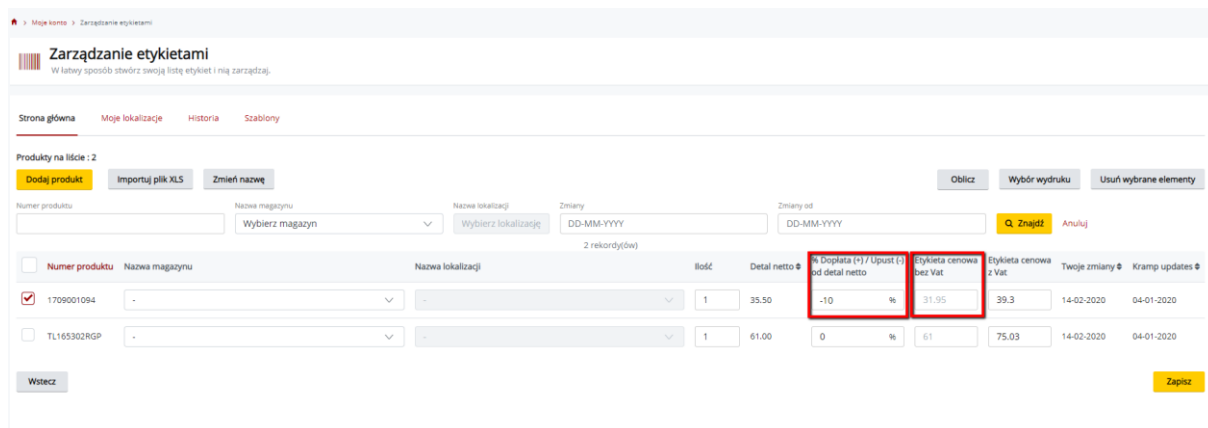 > Moje konto > Zarządzanie etykietami
Zarządzanie etykietami
W łatwy sposób stwórz swoją listę etykiet i nią zarządzaj.
Strona główna Moje lokalizacje Historia Szablony
Produkty na liście : 2
Dodaj produkt Importuj plik XLS Zmień nazwę Oblicz Wybór wydruku Usuń wybrane elementy
Numer produktu Nazwa magazynu Nazwa lokalizacji Zmiany Zmiany od
Wybierz magazyn Wybierz lokalizację DD-MM-YYYY DD-MM-YYYY Znajdź Anuluj
2 rekordy(ów)
Numer produktu Nazwa magazynu Nazwa lokalizacji Ilość Detal netto % Dopłata (+) / Upust (-) od detal netto Etykieta cenowa bez Vat Etykieta cenowa z Vat Twoje zmiany Kramp updates
1709001094 - - 1 35.50 -10 % 31.95 39.3 14-02-2020 04-01-2020
TL165302RGP - - 1 61.00 0 % 61 75.03 14-02-2020 04-01-2020
Wstecz Zapisz